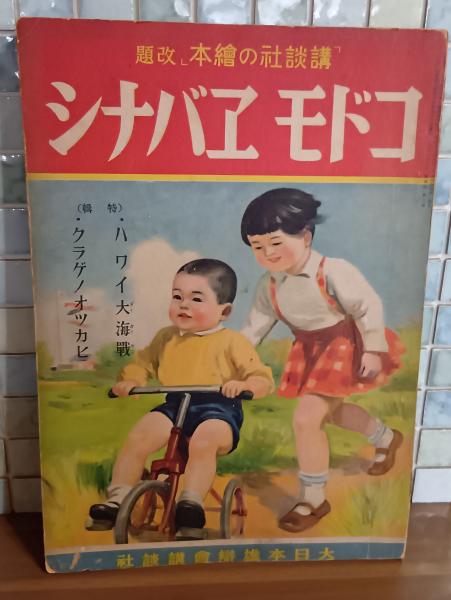 「講談社の繪本」改題
コドモヱバナシ
(特輯)
・ハワイ大海戰
・クラゲノオツカヒ
大日本雄辯會講談社